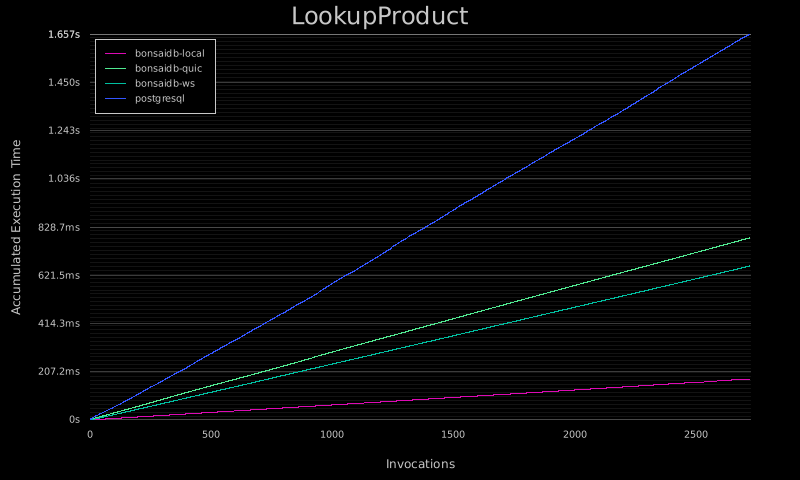 LookupProduct
1.657s
bonsaidb-local
bonsaidb-quic
bonsaidb-ws
postgresql
1.450s
1.243s
1.036s
828.7ms
621.5ms
414.3ms
207.2ms
0s
Accumulated Execution Time
0 500 1000 1500 2000 2500
Invocations